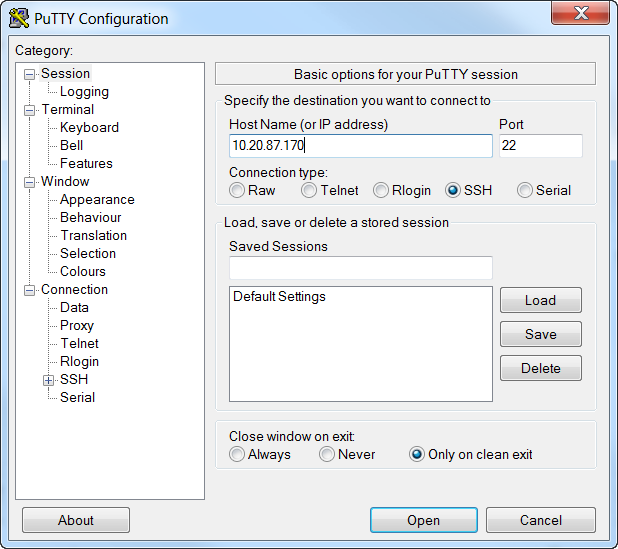 PuTTY Configuration
Category:
Session
Logging
Terminal
Keyboard
Bell
Features
Window
Appearance
Behaviour
Translation
Selection
Colours
Connection
Data
Proxy
Telnet
Rlogin
SSH
Serial
Basic options for your PuTTY session
Specify the destination you want to connect to
Host Name (or IP address) Port
10.20.87.170 22
Connection type:
Raw Telnet Rlogin SSH Serial
Load, save or delete a stored session
Saved Sessions
Default Settings
Load
Save
Delete
Close window on exit:
Always Never Only on clean exit
About Open Cancel